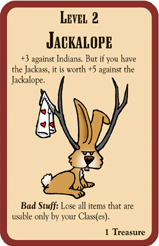 LEVEL 2
JACKALOPE
+3 against Indians. But if you have
the Jackass, it is worth +5 against the
Jackalope.
Bad Stuff: Lose all items that are
usable only by your Class(es).
1 Treasure